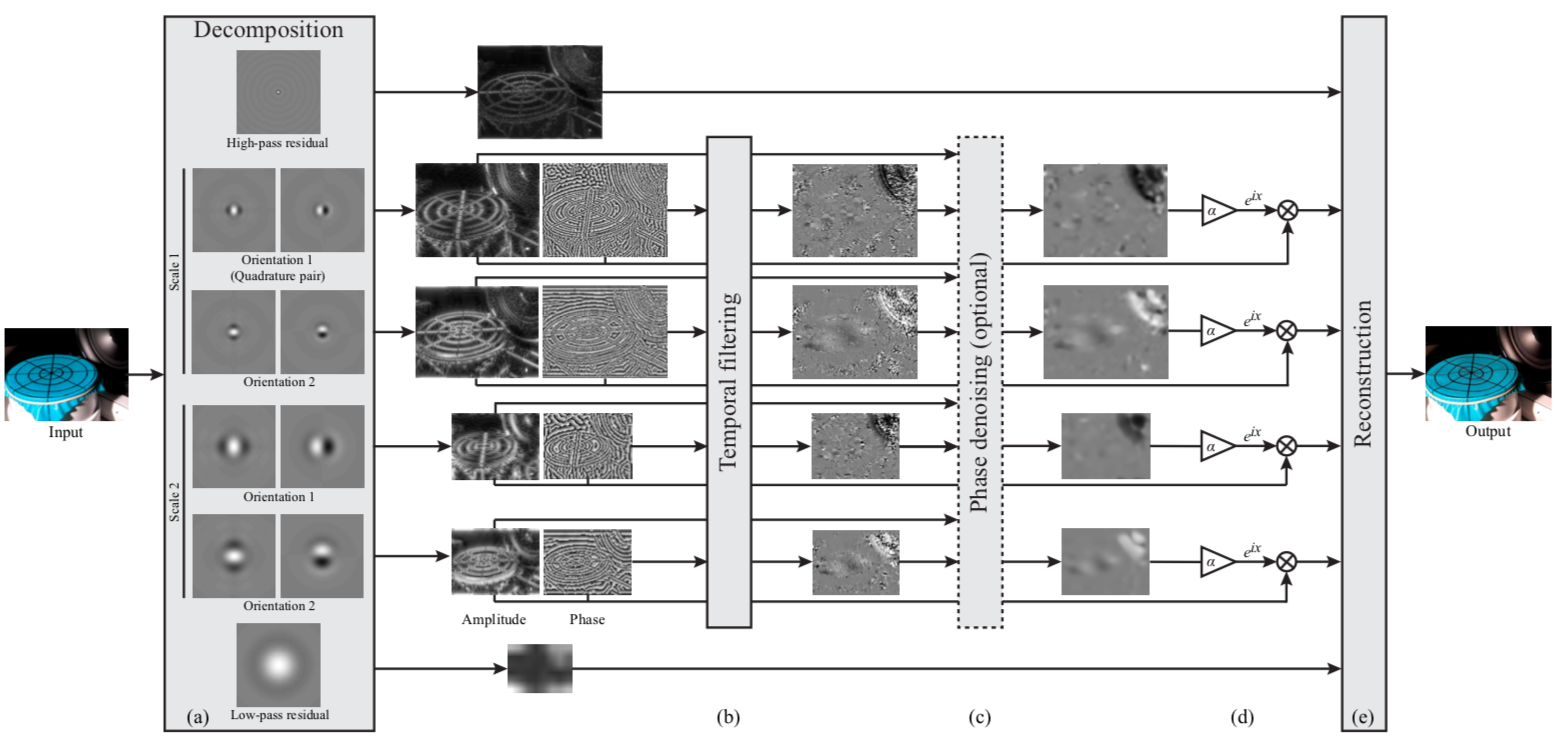 Decomposition
High-pass residual
Scale 1
Orientation 1
(Quadrature pair)
Orientation 2
Scale 2
Orientation 1
Orientation 2
Low-pass residual
Input
Amplitude
Phase
Temporal filtering
Phase denoising (optional)
α
e^{ix}
α
e^{ix}
α
e^{ix}
α
e^{ix}
Reconstruction
Output
(a)
(b)
(c)
(d)
(e)